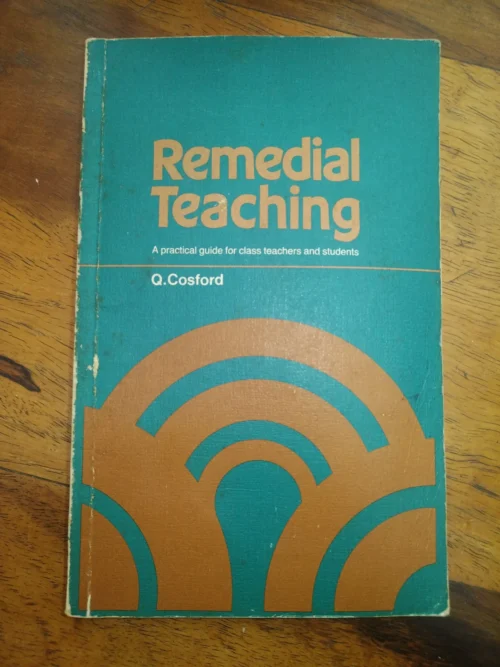 Remedial
Teaching
A practical guide for class teachers and students
Q.Cosford